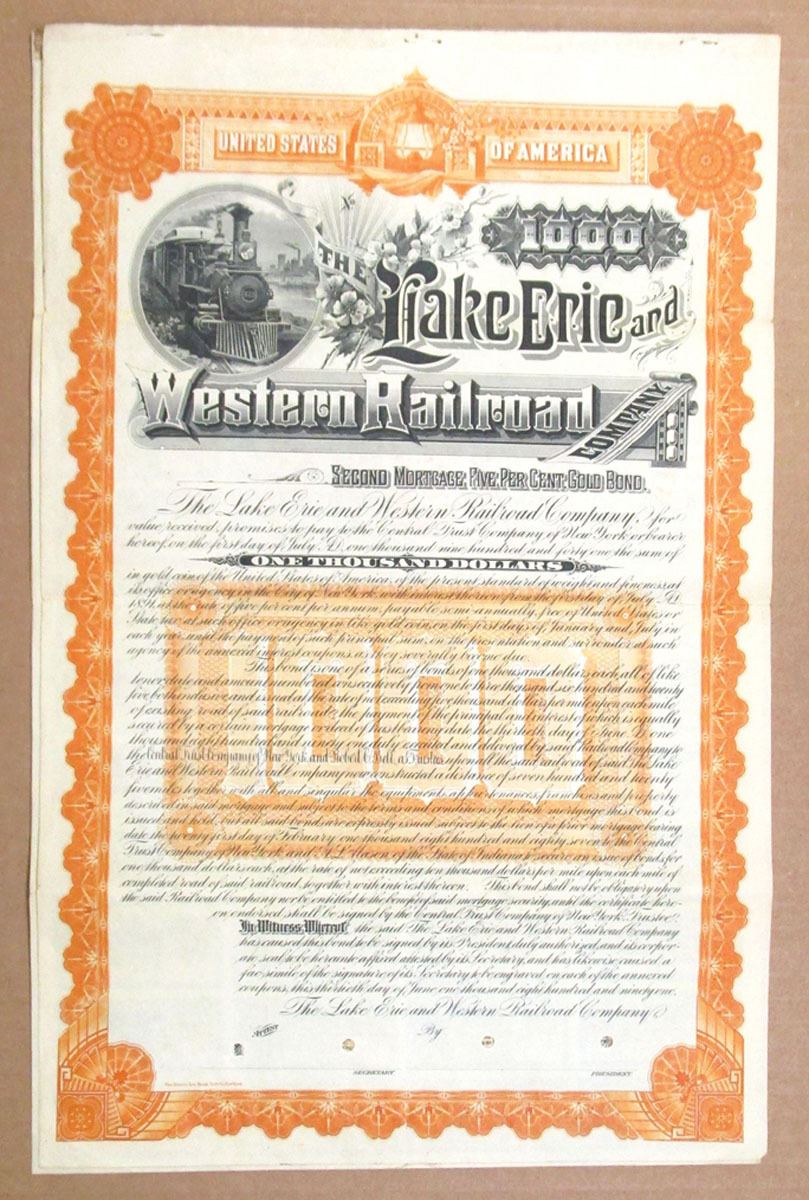 UNITED STATES OF AMERICA
No
1000
THE
Lake Erie and
Western Railroad
COMPANY
SECOND MORTGAGE, FIVE PER CENT. GOLD BOND.
The Lake Erie and Western Railroad Company, for
value received, promises to pay to the Central Trust Company of New York or bearer
hereof, on the first day of July A.D. one thousand nine hundred and forty one the sum of
ONE THOUSAND DOLLARS
in gold coin of the United States of America, of the present standard of weight and fineness, at
its office or agency in the City of New York, with interest thereon from the first day of July A.D.
1891, at the rate of five per cent per annum, payable semi-annually, free of United States or
State tax, at such office or agency in like gold coin, on the first days of January and July in
each year, until the payment of such principal sum, on the presentation and surrender at such
agency of the annexed interest coupons, as they severally become due.
This bond is one of a series of bonds of one thousand dollars each, all of like
tenor, date and amount, numbered consecutively from one to three thousand six hundred and twenty
five, both inclusive, and issued at the rate of not exceeding five thousand dollars per mile upon each mile
of existing road of said railroad, the payment of the principal and interest of which is equally
secured by a certain mortgage or deed of trust bearing date the thirtieth day of June A.D. one
thousand eight hundred and ninety one, duly executed and delivered by said Railroad Company to
the Central Trust Company of New York and Trustees upon all the said railroad of said The Lake
Erie and Western Railroad Company now constructed a distance of seven hundred and twenty
five miles, together with all and singular the equipments, appurtenances, franchises and property
described in said mortgage and subject to the terms and conditions of which mortgage this bond is
issued and held, but all said bonds are expressly issued subject to the lien of a prior mortgage bearing
date the twenty first day of February one thousand eight hundred and eighty seven, to the Central
Trust Company of New York and A. L. Mason of the State of Indiana to secure an issue of bonds for
one thousand dollars each, at the rate of not exceeding ten thousand dollars per mile upon each mile of
completed road of said railroad, together with interest thereon. This bond shall not be obligatory upon
the said Railroad Company nor be entitled to the benefit of said mortgage security until the certificate here-
on endorsed shall be signed by the Central Trust Company of New York, Trustee.
In Witness Whereof, the said The Lake Erie and Western Railroad Company
has caused this bond to be signed by its President, duly authorized, and its corpor-
ate seal to be hereunto affixed attested by its Secretary, and has likewise caused a
fac-simile of the signature of its Secretary to be engraved on each of the annexed
coupons, this thirtieth day of June one thousand eight hundred and ninety one.
The Lake Erie and Western Railroad Company
ATTEST By
SECRETARY PRESIDENT